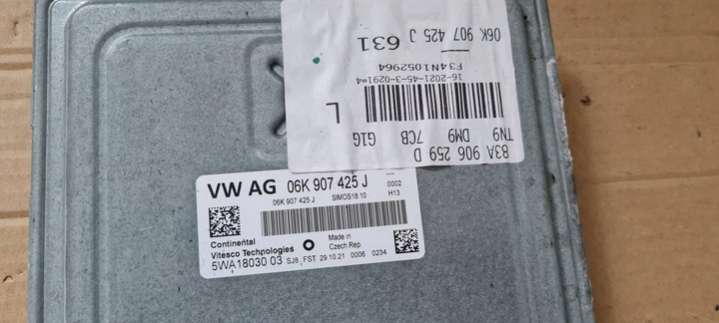 06K 907 425 J 631
F34N1052964
16-2021-45-3-0291*4
L
TN9 DM9 7CB G1G
83A 906 259 D
VW AG 06K 907 425 J
06K 907 425 J SIMOS18.10
0002
H13
Continental
Vitesco Technologies
Made in
Czech Rep.
5WA18030 03 SJ8 FST 29.10.21 0006 0234